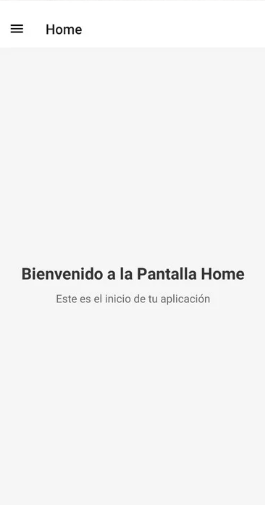 Home
Bienvenido a la Pantalla Home
Este es el inicio de tu aplicación